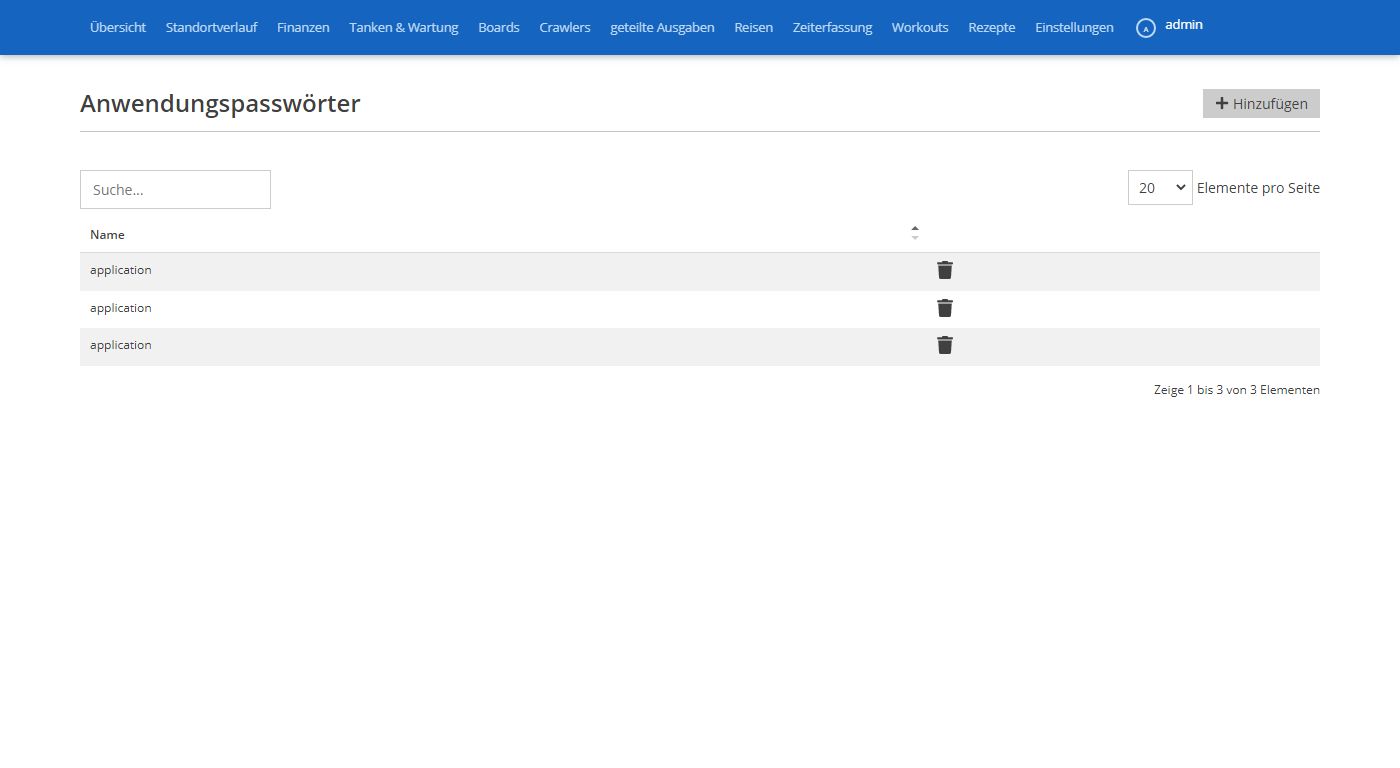 Übersicht Standortverlauf Finanzen Tanken & Wartung Boards Crawlers geteilte Ausgaben Reisen Zeiterfassung Workouts Rezepte Einstellungen A admin
Anwendungspasswörter + Hinzufügen
Suche... 20 Elemente pro Seite
Name
application
application
application
Zeige 1 bis 3 von 3 Elementen